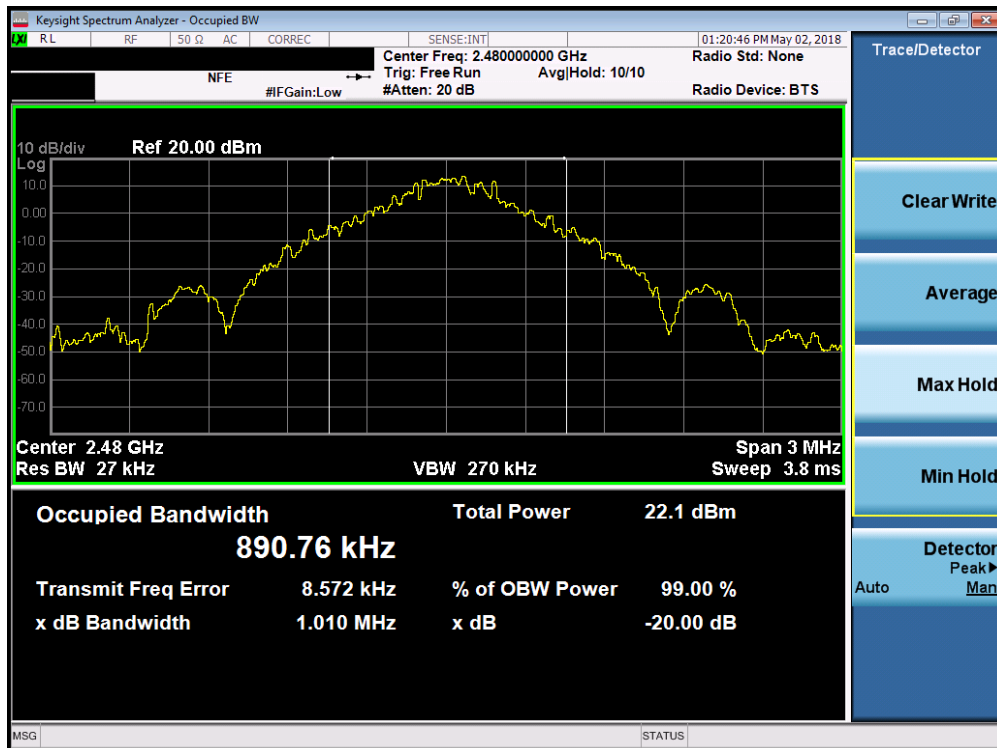 Keysight Spectrum Analyzer - Occupied BW
LXI RL RF 50 Ω AC CORREC SENSE:INT 01:20:46 PM May 02, 2018
Center Freq: 2.480000000 GHz Radio Std: None
NFE Trig: Free Run Avg|Hold: 10/10
#IFGain:Low #Atten: 20 dB Radio Device: BTS
Trace/Detector
10 dB/div Ref 20.00 dBm
Log
10.0
0.00
-10.0
-20.0
-30.0
-40.0
-50.0
-60.0
-70.0
Center 2.48 GHz Span 3 MHz
Res BW 27 kHz VBW 270 kHz Sweep 3.8 ms
Occupied Bandwidth Total Power 22.1 dBm
890.76 kHz
Transmit Freq Error 8.572 kHz % of OBW Power 99.00 %
x dB Bandwidth 1.010 MHz x dB -20.00 dB
Clear Write
Average
Max Hold
Min Hold
Detector
Peak▶
Auto Man
MSG STATUS